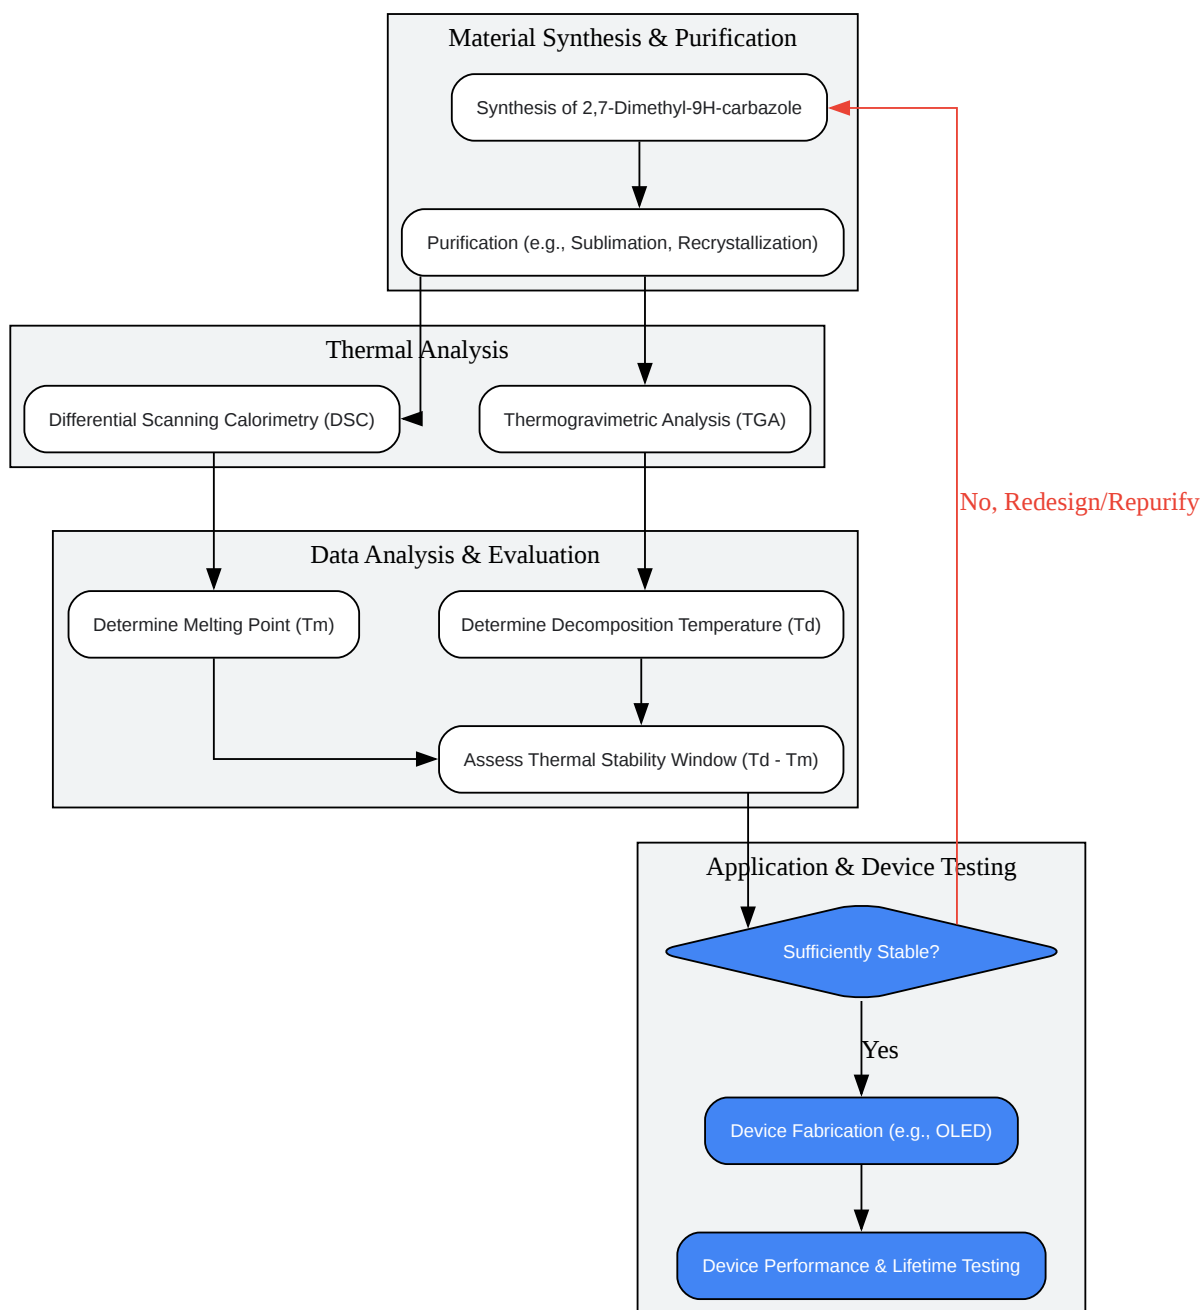 Material Synthesis & Purification
Synthesis of 2,7-Dimethyl-9H-carbazole
Purification (e.g., Sublimation, Recrystallization)
Thermal Analysis
Differential Scanning Calorimetry (DSC)
Thermogravimetric Analysis (TGA)
No, Redesign/Repurify
Data Analysis & Evaluation
Determine Melting Point (Tm)
Determine Decomposition Temperature (Td)
Assess Thermal Stability Window (Td - Tm)
Application & Device Testing
Sufficiently Stable?
Yes
Device Fabrication (e.g., OLED)
Device Performance & Lifetime Testing